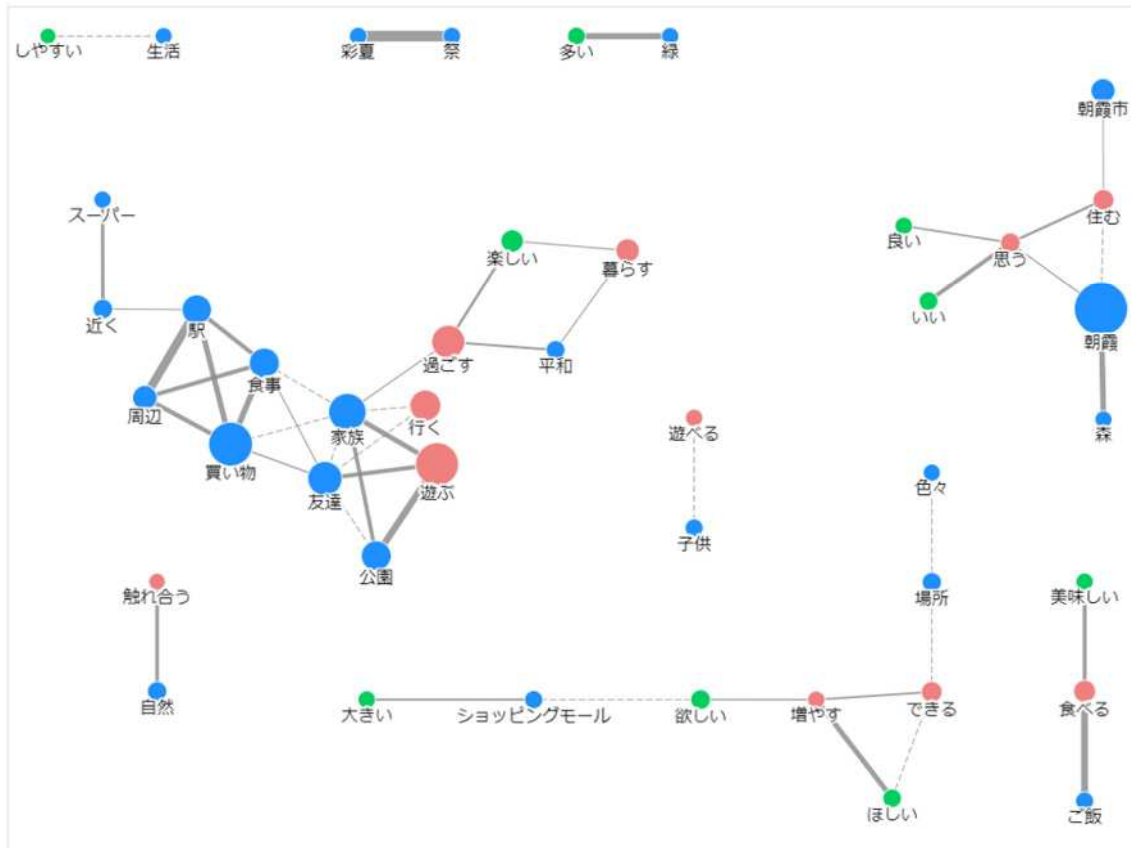 しやすい
生活
彩夏
祭
多い
緑
朝霞市
スーパー
住む
良い
思う
楽しい
暮らす
いい
近く
駅
朝霞
過ごす
平和
食事
周辺
家族
行く
遊べる
森
買い物
友達
遊ぶ
色々
子供
公園
触れ合う
場所
美味しい
自然
大きい
ショッピングモール
欲しい
増やす
できる
食べる
ほしい
ご飯